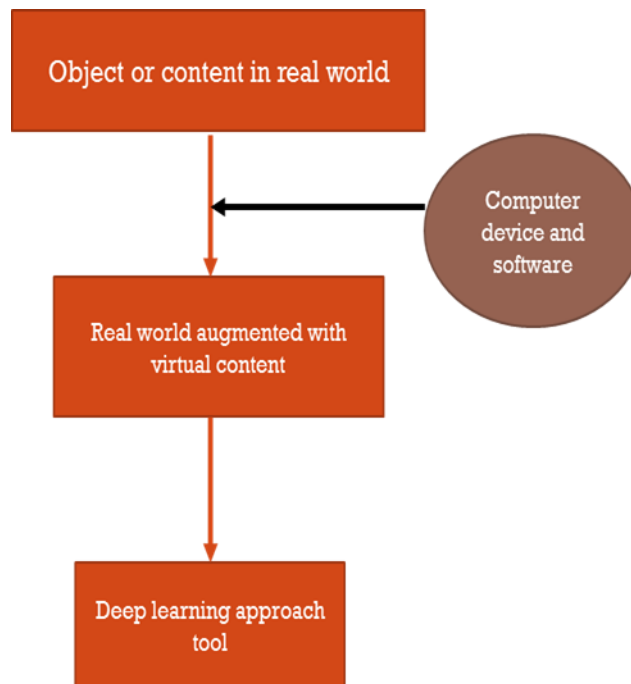 Object or content in real world
Computer
device and
software
Real world augmented with
virtual content
Deep learning approach
tool